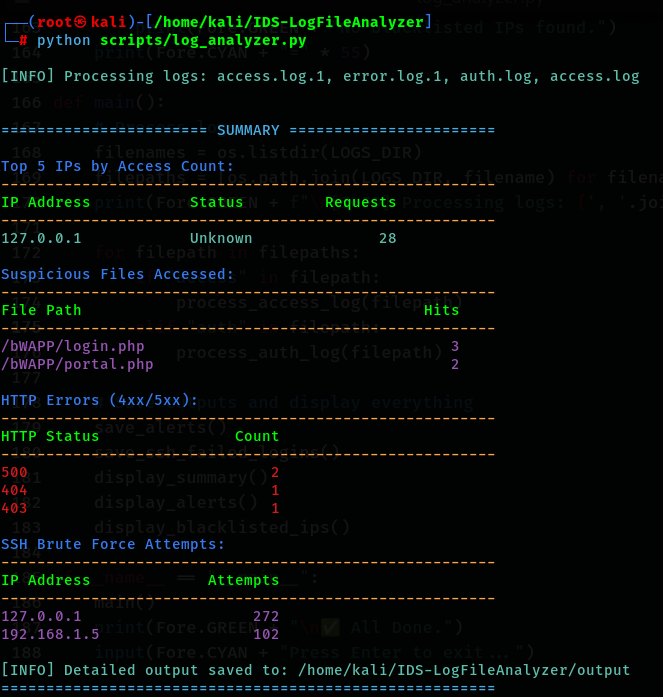 ┌──(root㉿kali)-[/home/kali/IDS-LogFileAnalyzer]
└─# python scripts/log_analyzer.py
[INFO] Processing logs: access.log.1, error.log.1, auth.log, access.log
======================= SUMMARY =======================
Top 5 IPs by Access Count:
-------------------------------------------------------
IP Address           Status         Requests
-------------------------------------------------------
127.0.0.1            Unknown              28
Suspicious Files Accessed:
-------------------------------------------------------
File Path                                      Hits
-------------------------------------------------------
/bWAPP/login.php                                  3
/bWAPP/portal.php                                 2
HTTP Errors (4xx/5xx):
-------------------------------------------------------
HTTP Status               Count
-------------------------------------------------------
500                           2
404                           1
403                           1
SSH Brute Force Attempts:
-------------------------------------------------------
IP Address             Attempts
-------------------------------------------------------
127.0.0.1                   272
192.168.1.5                 102
[INFO] Detailed output saved to: /home/kali/IDS-LogFileAnalyzer/output
=======================================================